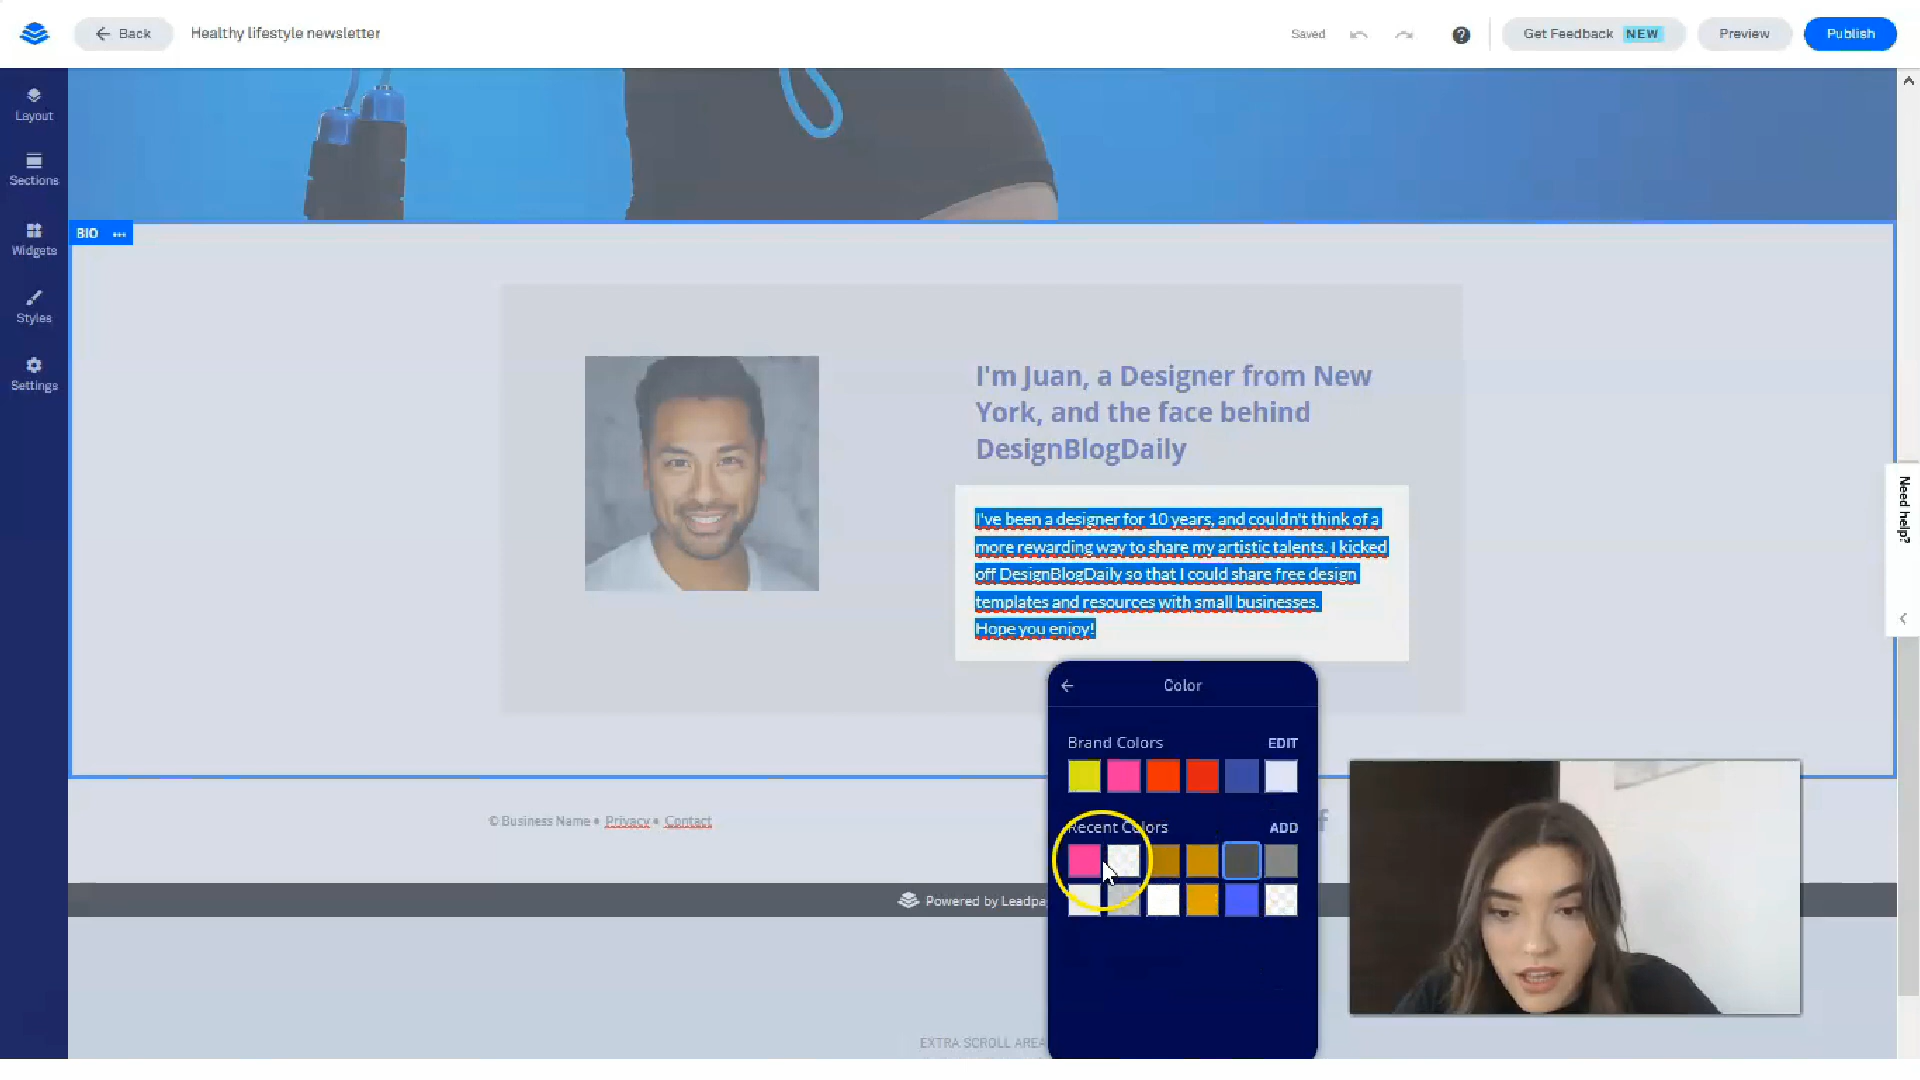 Back
Healthy lifestyle newsletter
Saved
Get Feedback NEW
Preview
Publish
Layout
Sections
Widgets
Styles
Settings
BIO
I'm Juan, a Designer from New
York, and the face behind
DesignBlogDaily
I've been a designer for 10 years, and couldn't think of a
more rewarding way to share my artistic talents. I kicked
off DesignBlogDaily so that I could share free design
templates and resources with small businesses.
Hope you enjoy!
Need help?
Color
Brand Colors
EDIT
Recent Colors
ADD
© Business Name • Privacy • Contact
Powered by Leadpa
EXTRA SCROLL AREA